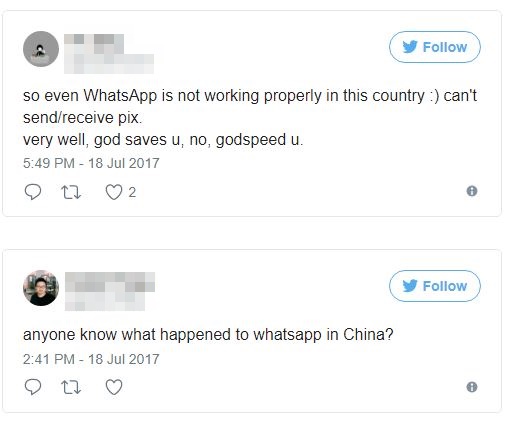 Follow
so even WhatsApp is not working properly in this country :) can't
send/receive pix.
very well, god saves u, no, godspeed u.
5:49 PM - 18 Jul 2017
2
Follow
anyone know what happened to whatsapp in China?
2:41 PM - 18 Jul 2017